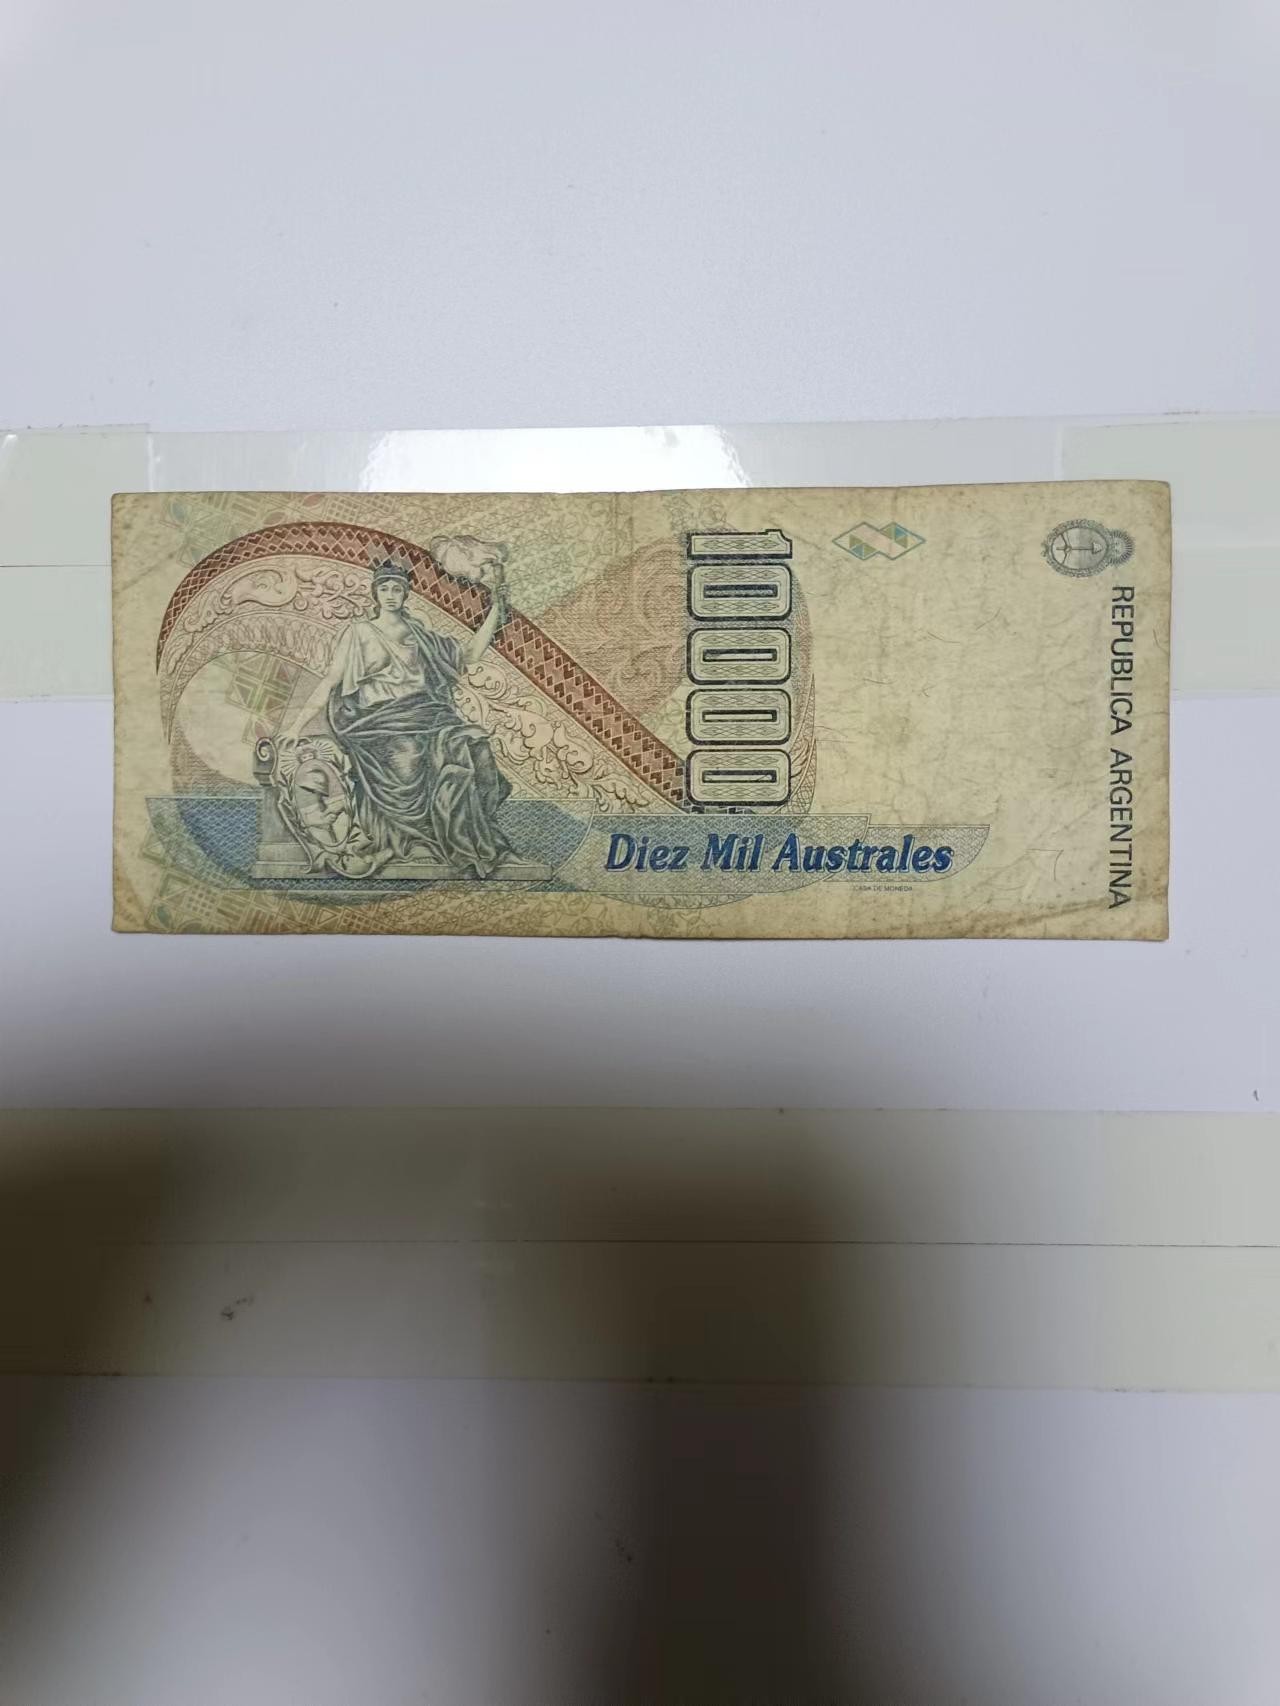 10000
REPUBLICA ARGENTINA
Diez Mil Australes
CASA DE MONEDA